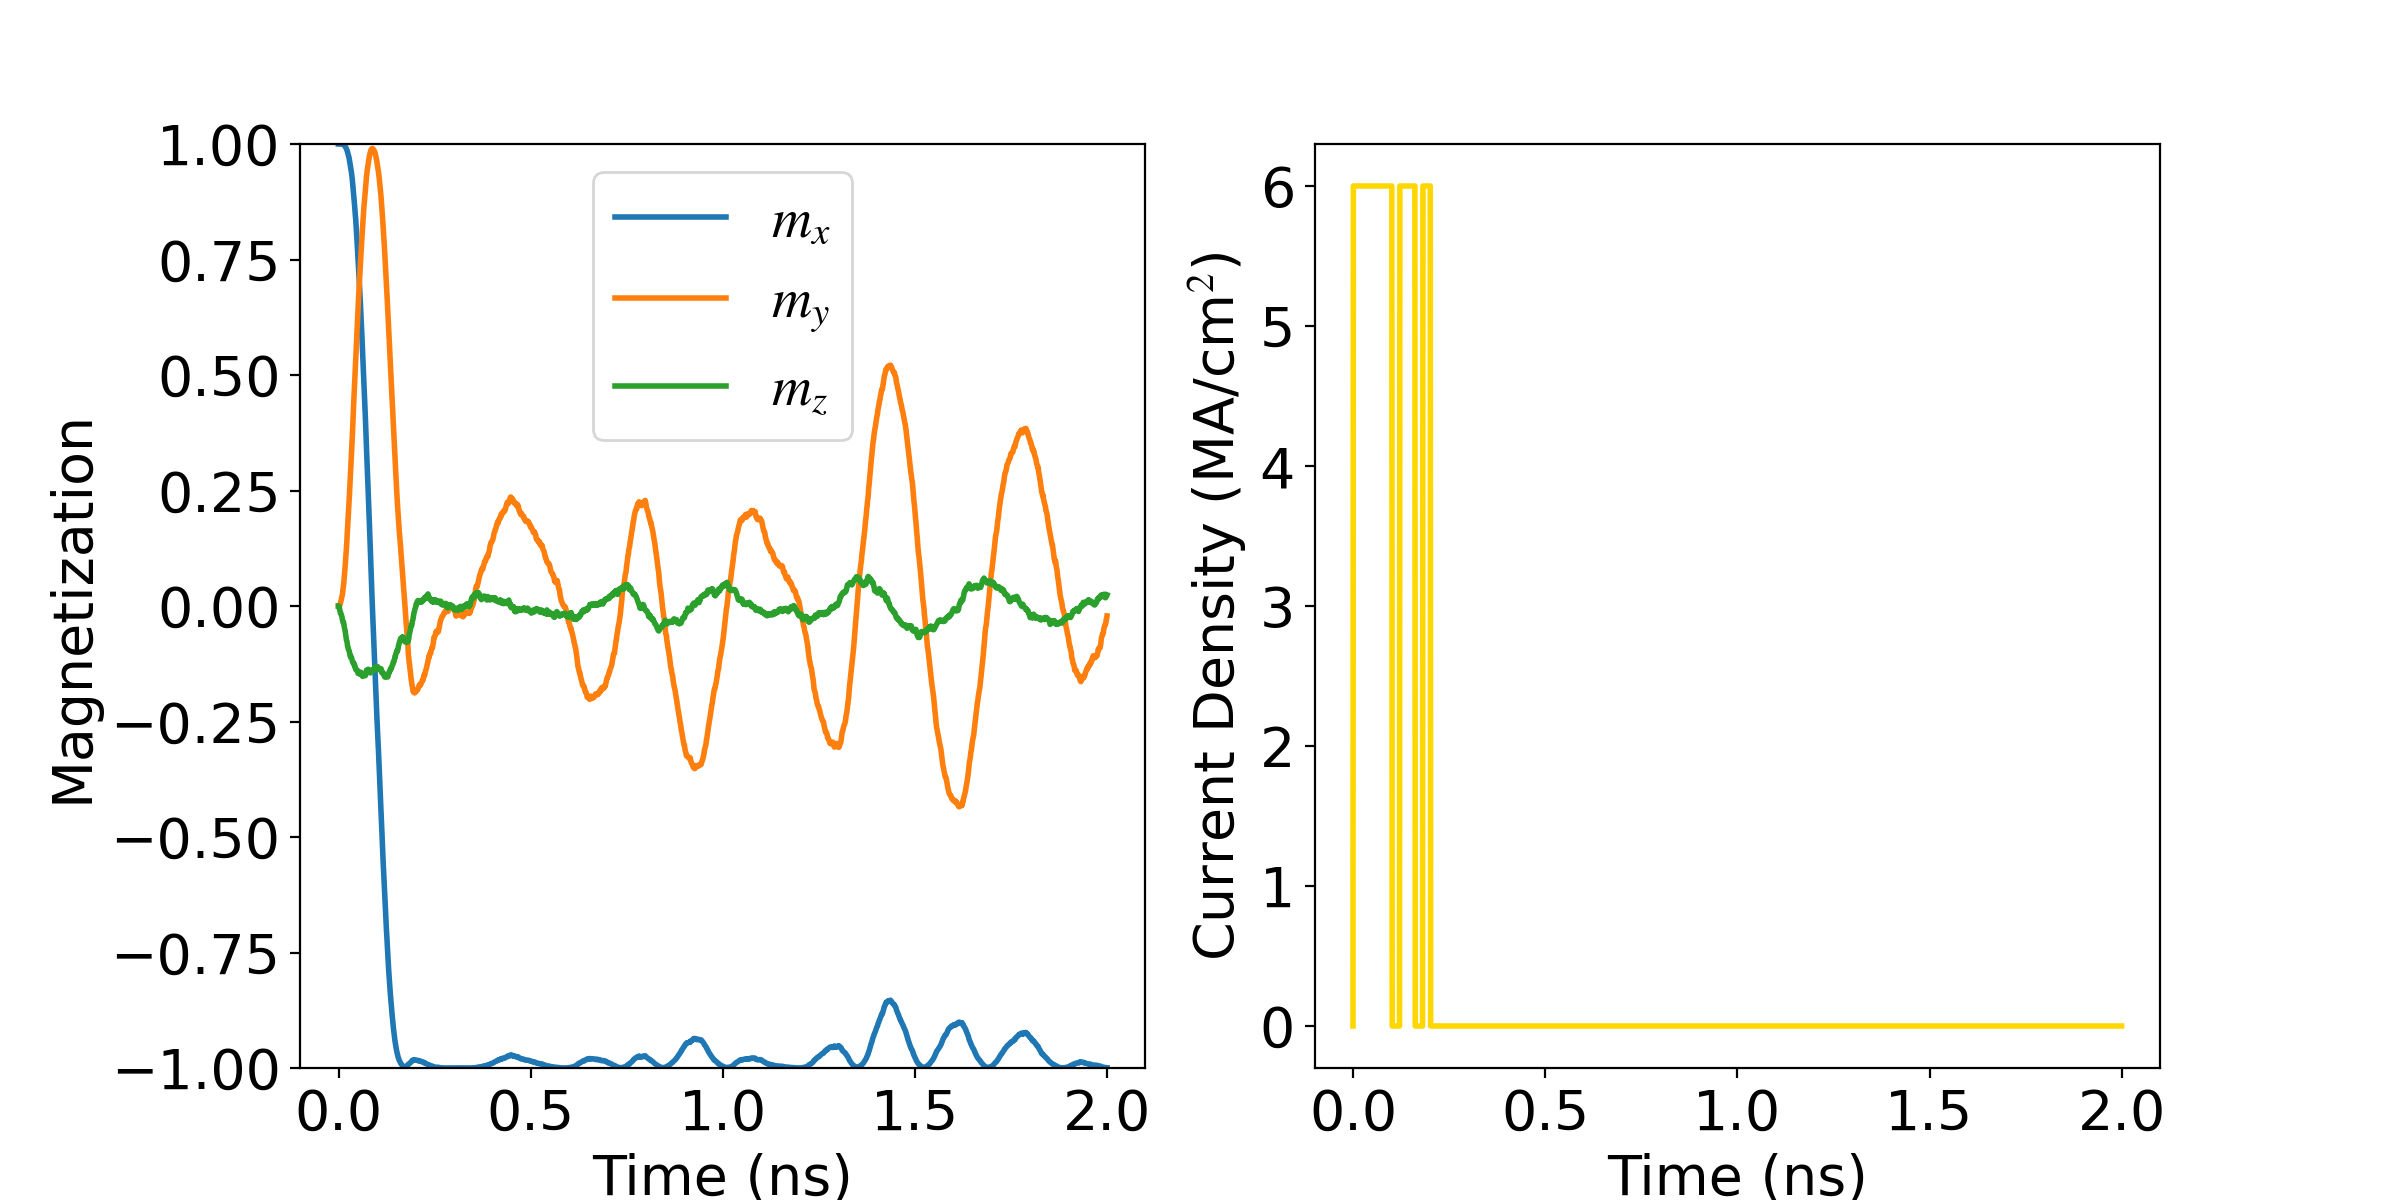 1.00
0.75
0.50
0.25
0.00
−0.25
−0.50
−0.75
−1.00
Magnetization
m_x
m_y
m_z
0.0 0.5 1.0 1.5 2.0
Time (ns)
6
5
4
3
2
1
0
Current Density (MA/cm²)
0.0 0.5 1.0 1.5 2.0
Time (ns)